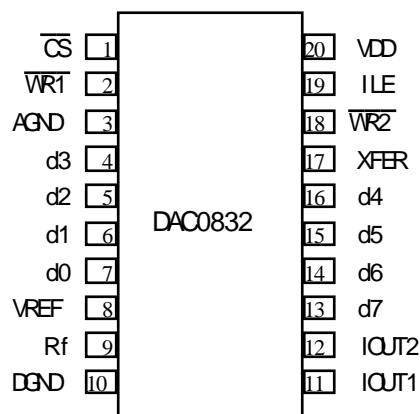 CS 1 20 VDD
WR1 2 19 ILE
AGND 3 18 WR2
d3 4 17 XFER
d2 5 16 d4
DAC0832
d1 6 15 d5
d0 7 14 d6
VREF 8 13 d7
Rf 9 12 IOUT2
DGND 10 11 IOUT1